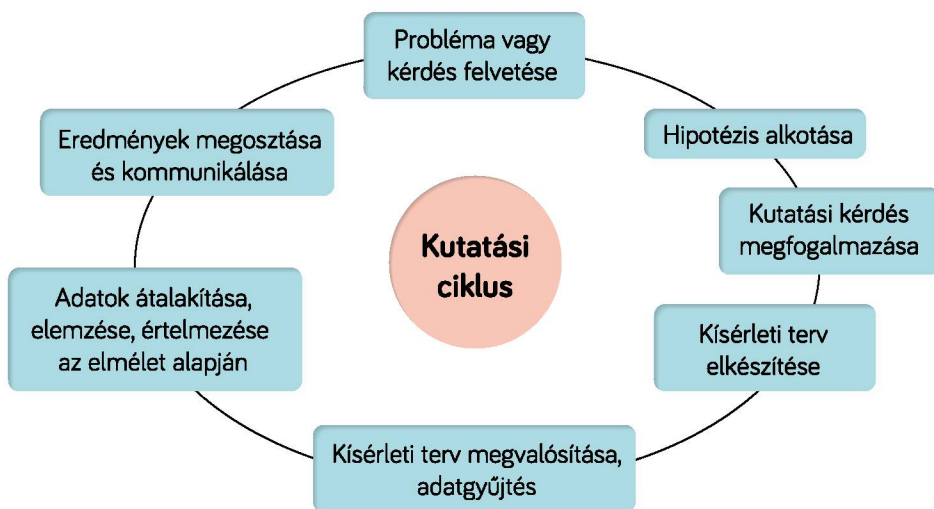 Probléma vagy
kérdés felvetése
Hipotézis alkotása
Kutatási kérdés
megfogalmazása
Kísérleti terv
elkészítése
Kísérleti terv megvalósítása,
adatgyűjtés
Adatok átalakítása,
elemzése, értelmezése
az elmélet alapján
Eredmények megosztása
és kommunikálása
Kutatási
ciklus